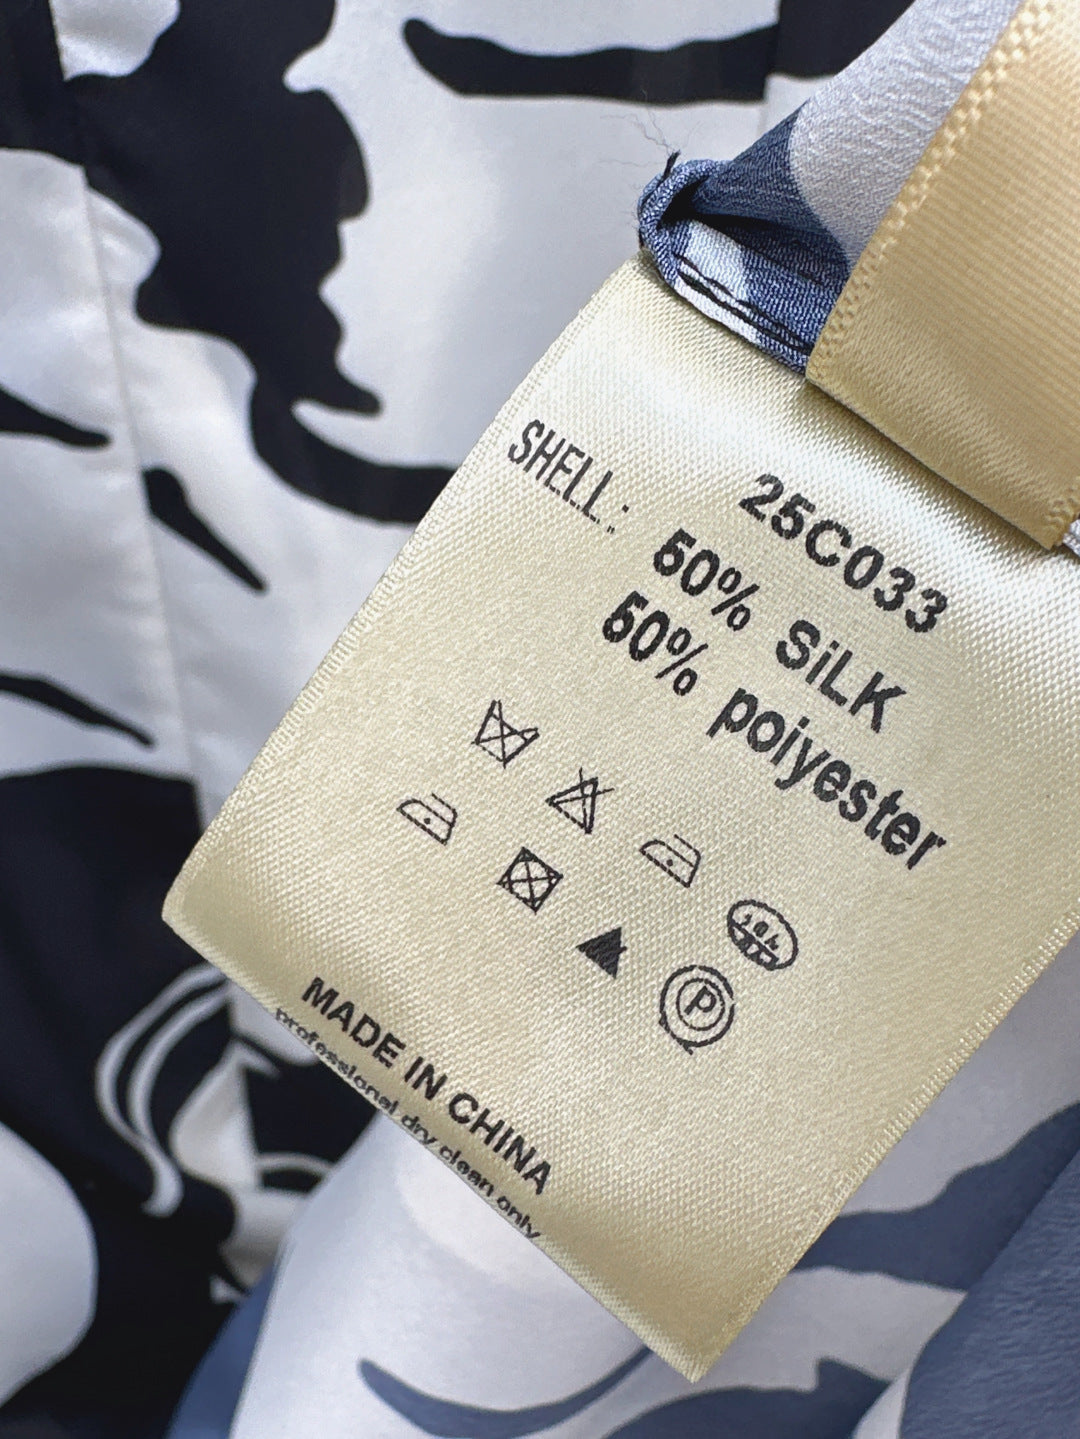 25C033
SHELL: 50% SiLK
50% poiyester
P
MADE IN CHINA
professional dry clean only